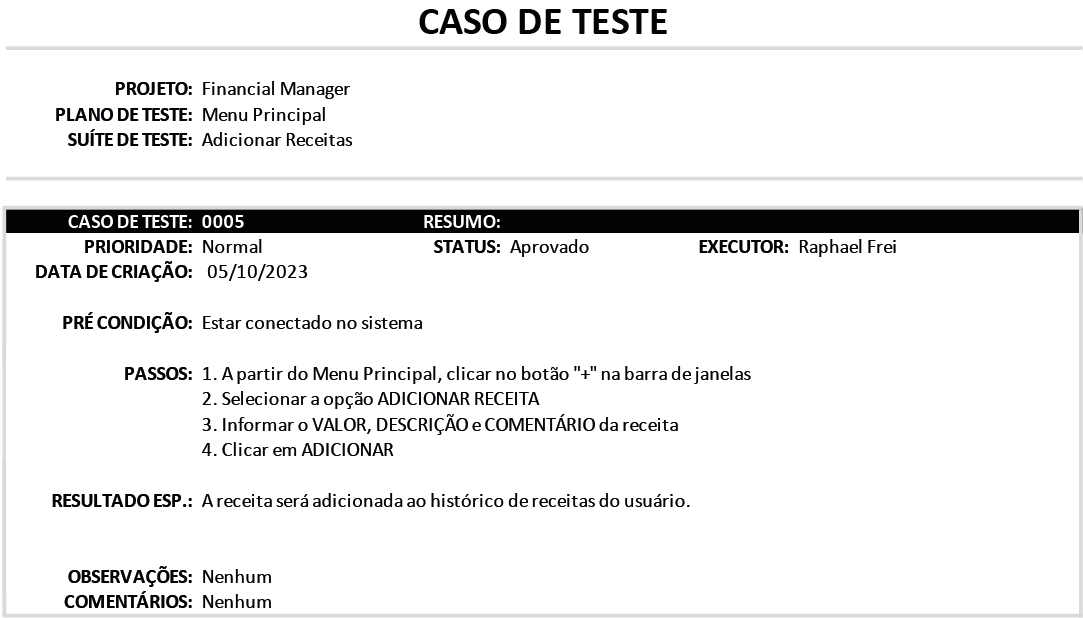 CASO DE TESTE
PROJETO: Financial Manager
PLANO DE TESTE: Menu Principal
SUÍTE DE TESTE: Adicionar Receitas
CASO DE TESTE: 0005 RESUMO:
PRIORIDADE: Normal STATUS: Aprovado EXECUTOR: Raphael Frei
DATA DE CRIAÇÃO: 05/10/2023
PRÉ CONDIÇÃO: Estar conectado no sistema
PASSOS: 1. A partir do Menu Principal, clicar no botão "+" na barra de janelas
2. Selecionar a opção ADICIONAR RECEITA
3. Informar o VALOR, DESCRIÇÃO e COMENTÁRIO da receita
4. Clicar em ADICIONAR
RESULTADO ESP.: A receita será adicionada ao histórico de receitas do usuário.
OBSERVAÇÕES: Nenhum
COMENTÁRIOS: Nenhum